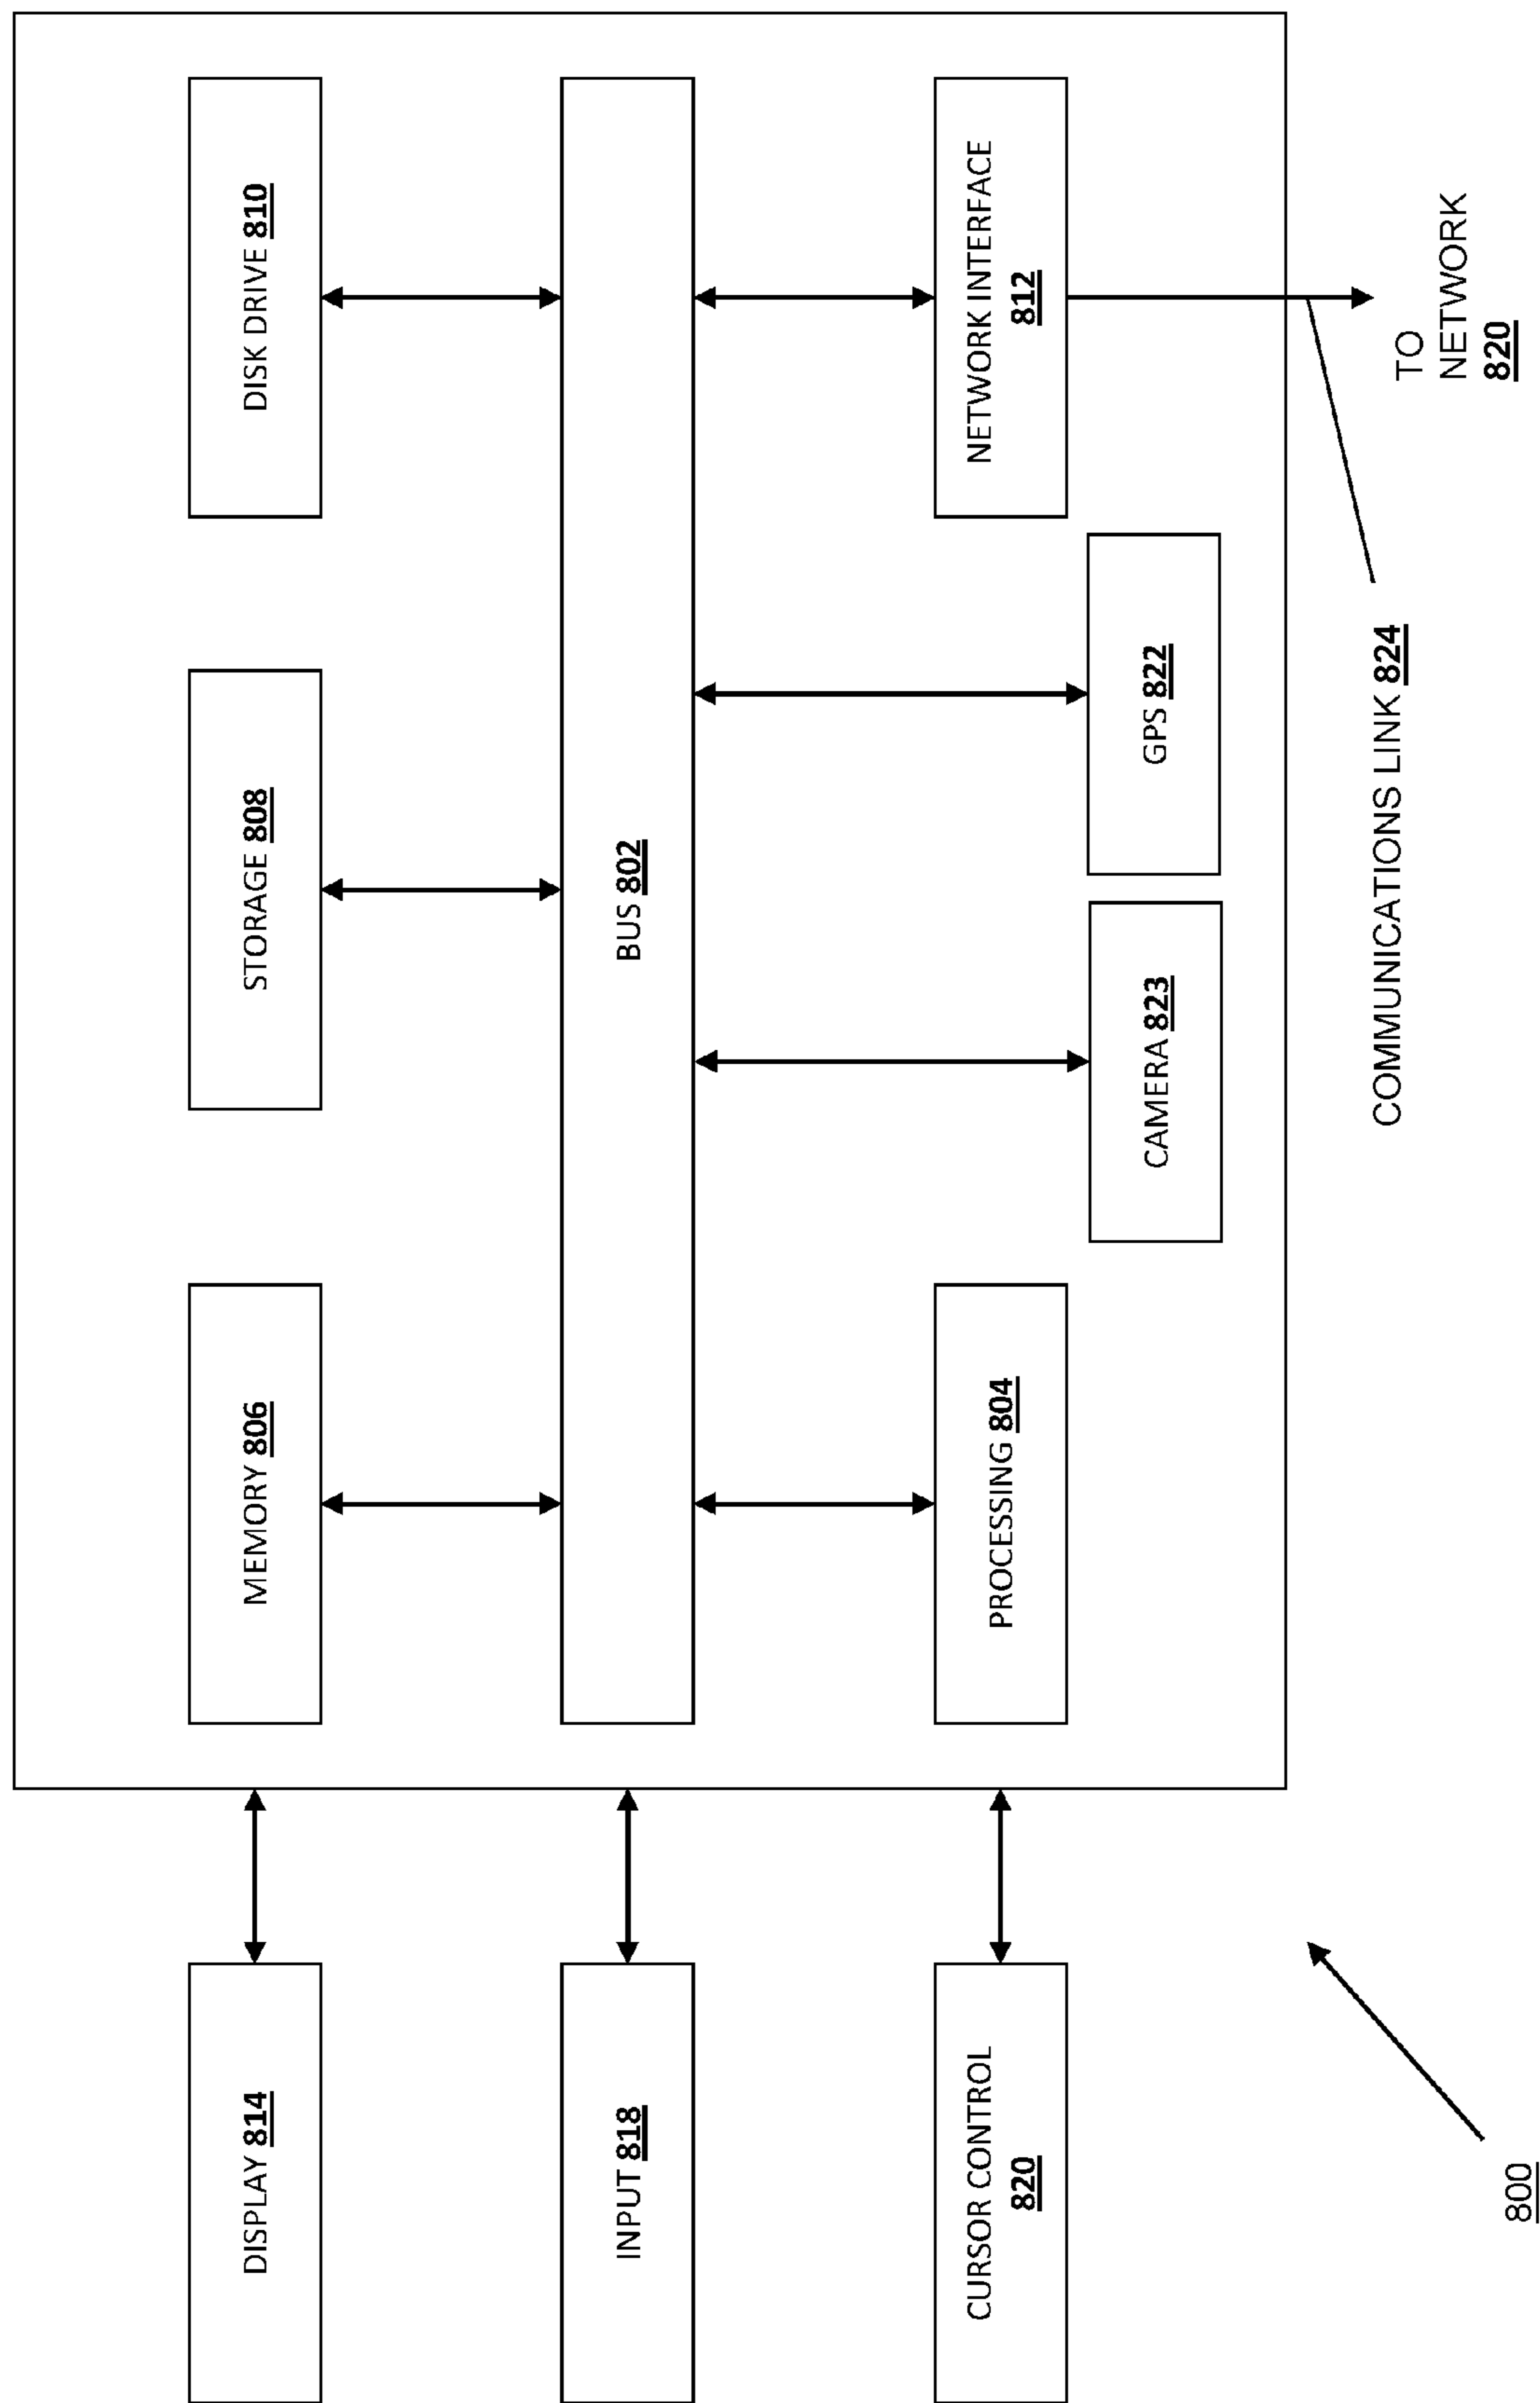 DISPLAY 814
MEMORY 806
STORAGE 808
DISK DRIVE 810
INPUT 818
BUS 802
CURSOR CONTROL
820
PROCESSING 804
CAMERA 823
GPS 822
NETWORK INTERFACE
812
COMMUNICATIONS LINK 824
TO
NETWORK
820
800